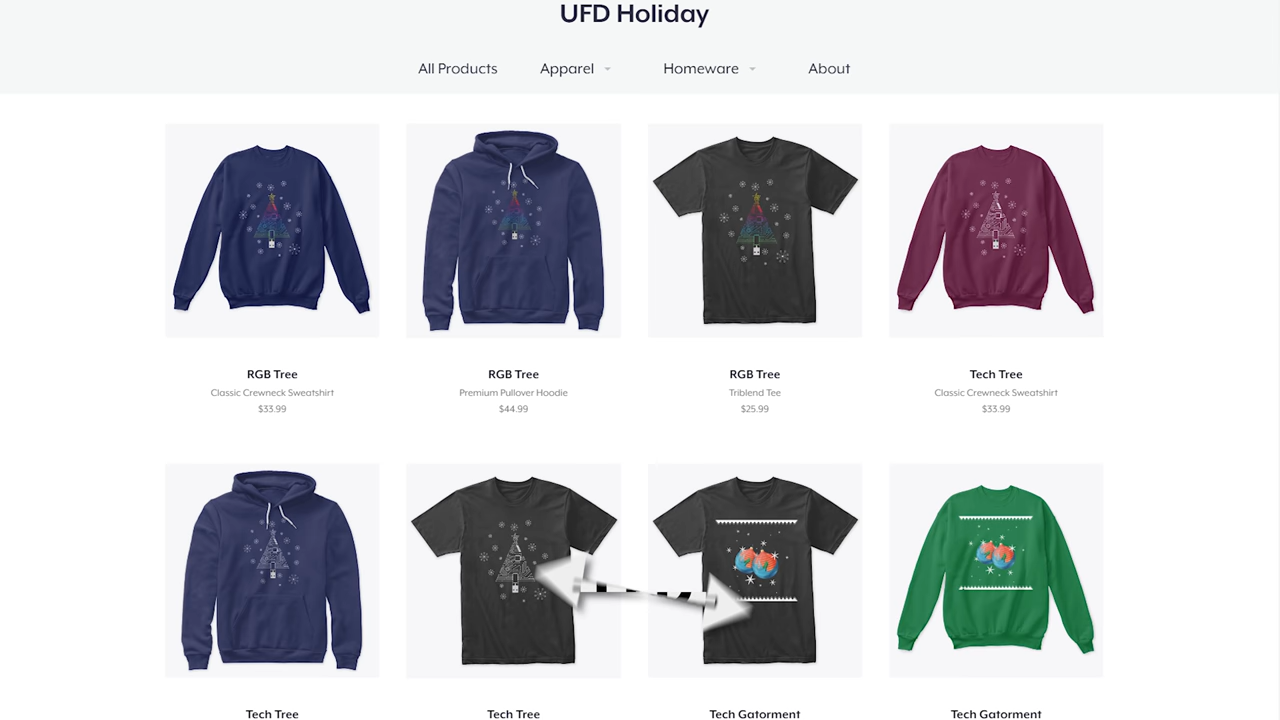 UFD Holiday
All Products Apparel Homeware About
RGB Tree RGB Tree RGB Tree Tech Tree
Classic Crewneck Sweatshirt Premium Pullover Hoodie Triblend Tee Classic Crewneck Sweatshirt
$33.99 $44.99 $25.99 $33.99
Tech Tree Tech Tree Tech Gatorment Tech Gatorment